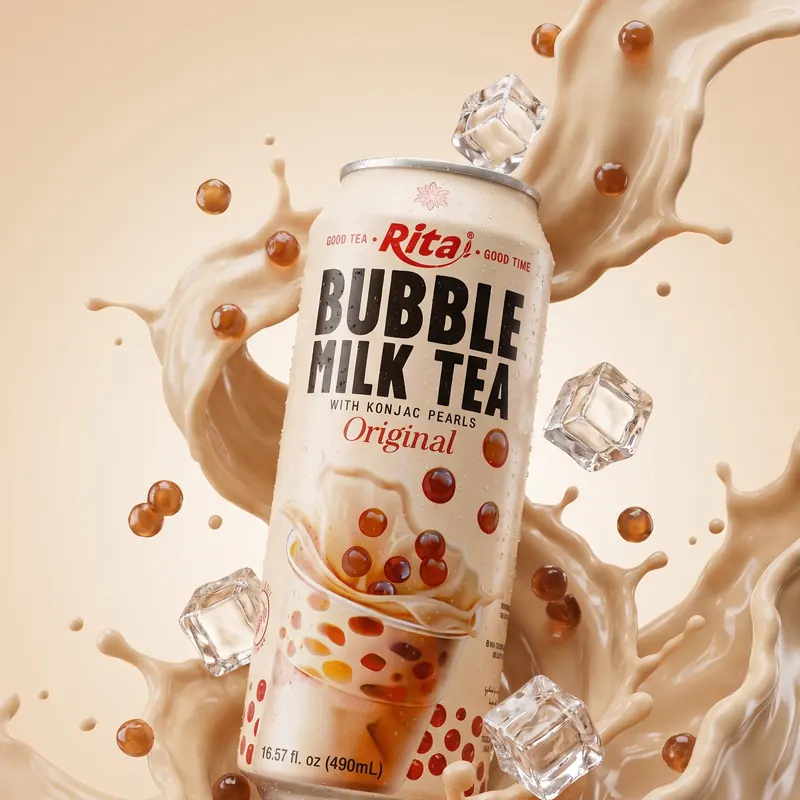 GOOD TEA • Rita® • GOOD TIME
BUBBLE
MILK TEA
WITH KONJAC PEARLS
Original
16.57 fl. oz (490mL)